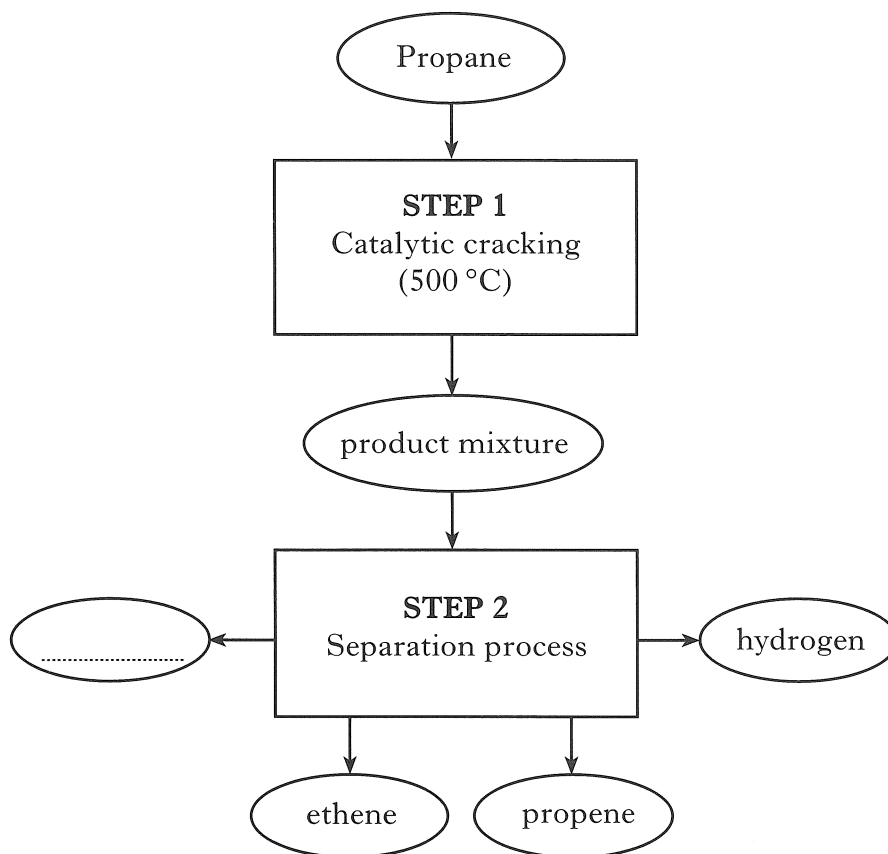 Propane
STEP 1
Catalytic cracking
(500 °C)
product mixture
STEP 2
Separation process
hydrogen
ethene
propene